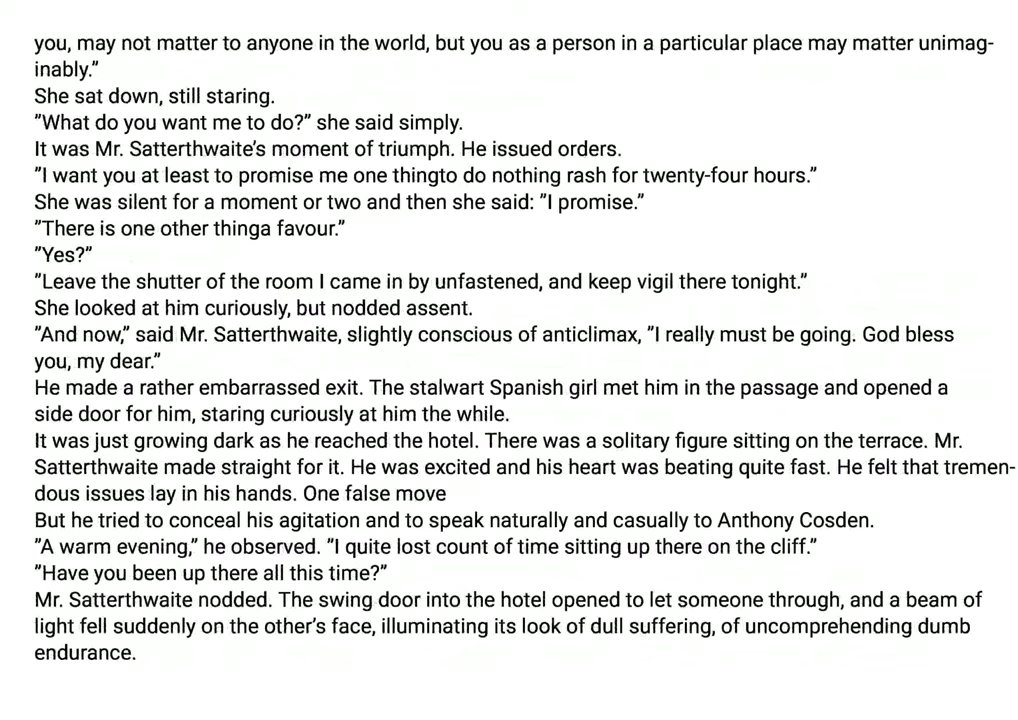 you, may not matter to anyone in the world, but you as a person in a particular place may matter unimag-
inably."
She sat down, still staring.
"What do you want me to do?" she said simply.
It was Mr. Satterthwaite's moment of triumph. He issued orders.
"I want you at least to promise me one thingto do nothing rash for twenty-four hours."
She was silent for a moment or two and then she said: "I promise."
"There is one other thinga favour."
"Yes?"
"Leave the shutter of the room I came in by unfastened, and keep vigil there tonight."
She looked at him curiously, but nodded assent.
"And now," said Mr. Satterthwaite, slightly conscious of anticlimax, "I really must be going. God bless
you, my dear."
He made a rather embarrassed exit. The stalwart Spanish girl met him in the passage and opened a
side door for him, staring curiously at him the while.
It was just growing dark as he reached the hotel. There was a solitary figure sitting on the terrace. Mr.
Satterthwaite made straight for it. He was excited and his heart was beating quite fast. He felt that tremen-
dous issues lay in his hands. One false move
But he tried to conceal his agitation and to speak naturally and casually to Anthony Cosden.
"A warm evening," he observed. "I quite lost count of time sitting up there on the cliff."
"Have you been up there all this time?"
Mr. Satterthwaite nodded. The swing door into the hotel opened to let someone through, and a beam of
light fell suddenly on the other's face, illuminating its look of dull suffering, of uncomprehending dumb
endurance.